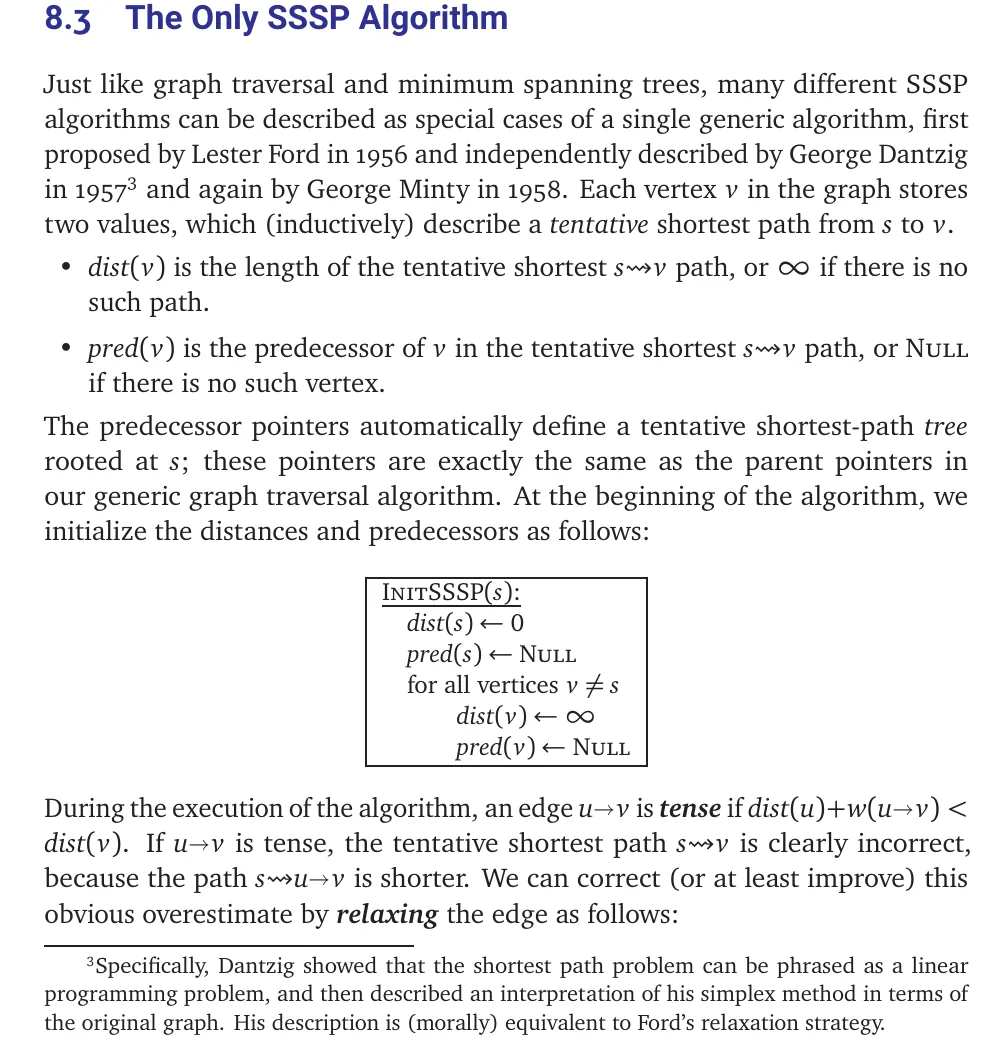 8.3 The Only SSSP Algorithm
Just like graph traversal and minimum spanning trees, many different SSSP
algorithms can be described as special cases of a single generic algorithm, first
proposed by Lester Ford in 1956 and independently described by George Dantzig
in 1957³ and again by George Minty in 1958. Each vertex v in the graph stores
two values, which (inductively) describe a tentative shortest path from s to v.
• dist(v) is the length of the tentative shortest s⇝v path, or ∞ if there is no
such path.
• pred(v) is the predecessor of v in the tentative shortest s⇝v path, or NULL
if there is no such vertex.
The predecessor pointers automatically define a tentative shortest-path tree
rooted at s; these pointers are exactly the same as the parent pointers in
our generic graph traversal algorithm. At the beginning of the algorithm, we
initialize the distances and predecessors as follows:
INITSSSP(s):
dist(s) ← 0
pred(s) ← NULL
for all vertices v ≠ s
dist(v) ← ∞
pred(v) ← NULL
During the execution of the algorithm, an edge u→v is tense if dist(u)+w(u→v) <
dist(v). If u→v is tense, the tentative shortest path s⇝v is clearly incorrect,
because the path s⇝u→v is shorter. We can correct (or at least improve) this
obvious overestimate by relaxing the edge as follows:
³Specifically, Dantzig showed that the shortest path problem can be phrased as a linear
programming problem, and then described an interpretation of his simplex method in terms of
the original graph. His description is (morally) equivalent to Ford's relaxation strategy.